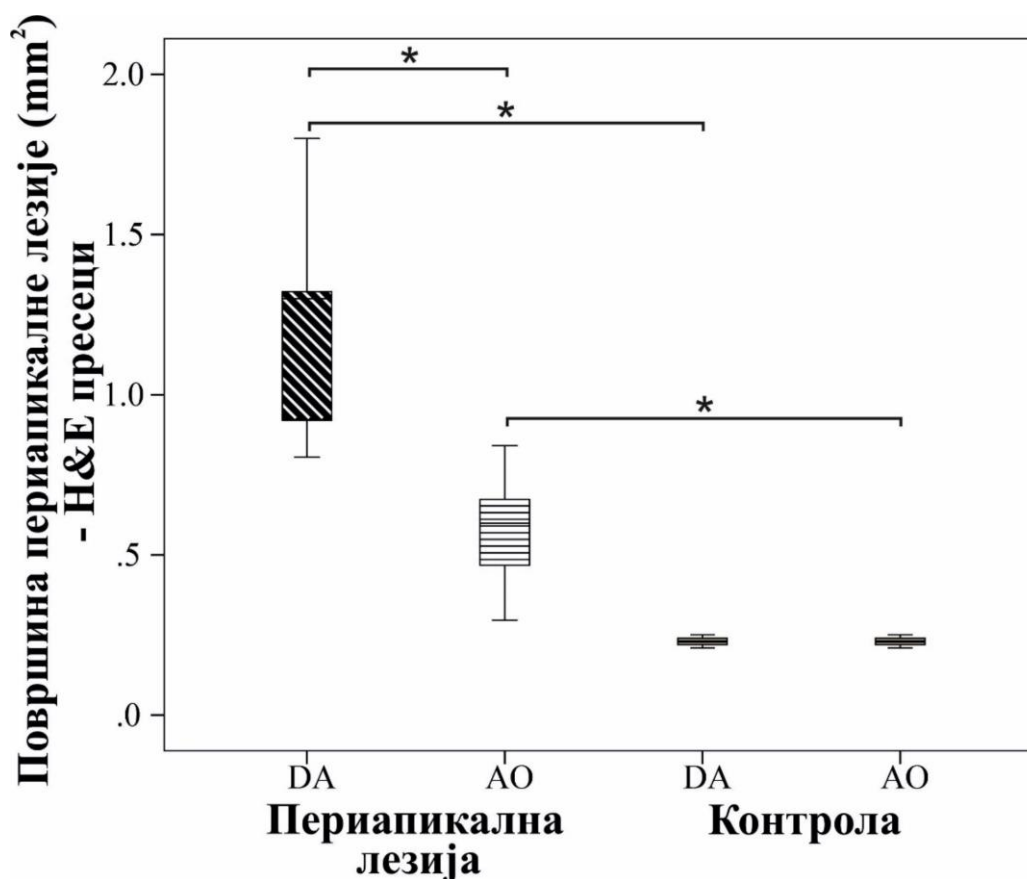 Површина периапикалне лезије (mm²)
- H&E пресеци
2.0
1.5
1.0
.5
.0
*
*
*
DA
AO
DA
AO
Периапикална
лезија
Контрола